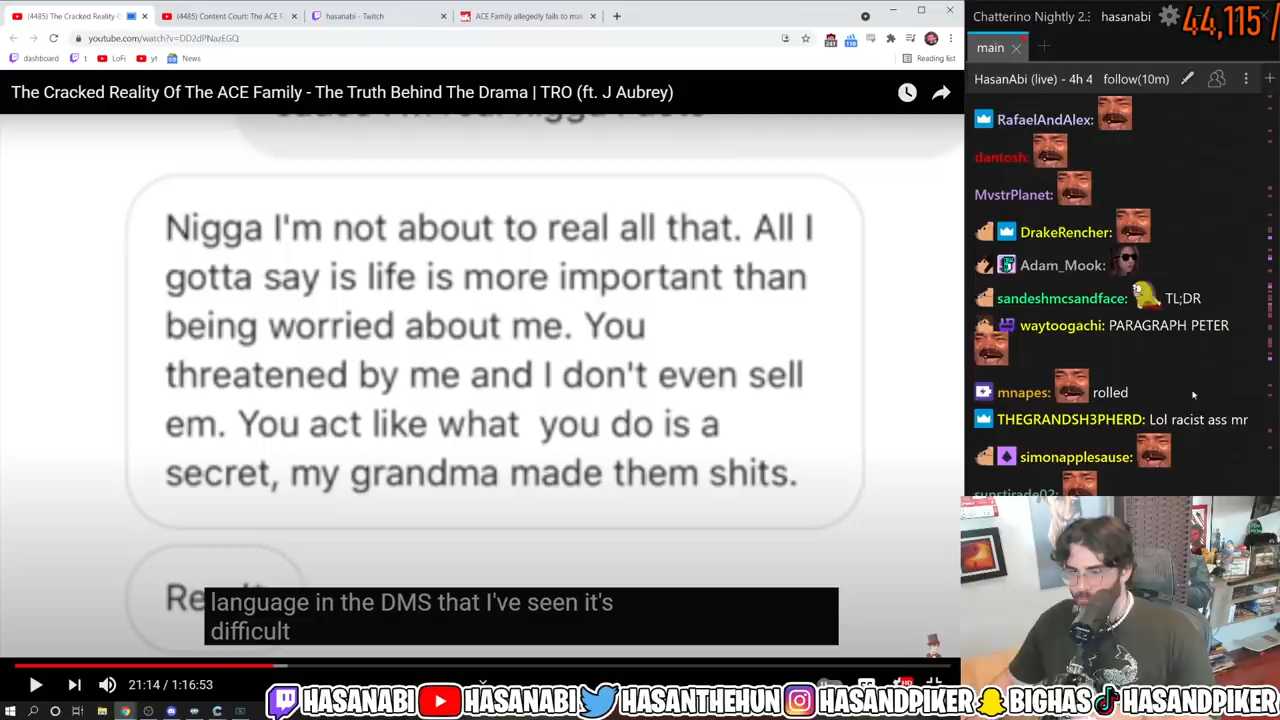 (4485) The Cracked Reality O
(4485) Content Court: The ACE F
hasanabi - Twitch
ACE Family allegedly fails to mak
youtube.com/watch?v=DD2dPNazEGQ
241
110
dashboard
t
LoFi
yt
News
Reading list
The Cracked Reality Of The ACE Family - The Truth Behind The Drama | TRO (ft. J Aubrey)
Nigga I'm not about to real all that. All I
gotta say is life is more important than
being worried about me. You
threatened by me and I don't even sell
em. You act like what you do is a
secret, my grandma made them shits.
Re
language in the DMS that I've seen it's
difficult
21:14 / 1:16:53
Chatterino Nightly 2.
hasanabi
44,115 /
main
HasanAbi (live) - 4h 4
follow(10m)
RafaelAndAlex:
dantosh:
MvstrPlanet:
DrakeRencher:
Adam_Mook:
sandeshmcsandface: TL;DR
waytoogachi: PARAGRAPH PETER
mnapes: rolled
THEGRANDSH3PHERD: Lol racist ass mr
simonapplesause:
sunstirade02:
HASANABI
HASANABI
HASANTHEHUN
HASANDPIKER
BIGHAS
HASANDPIKER